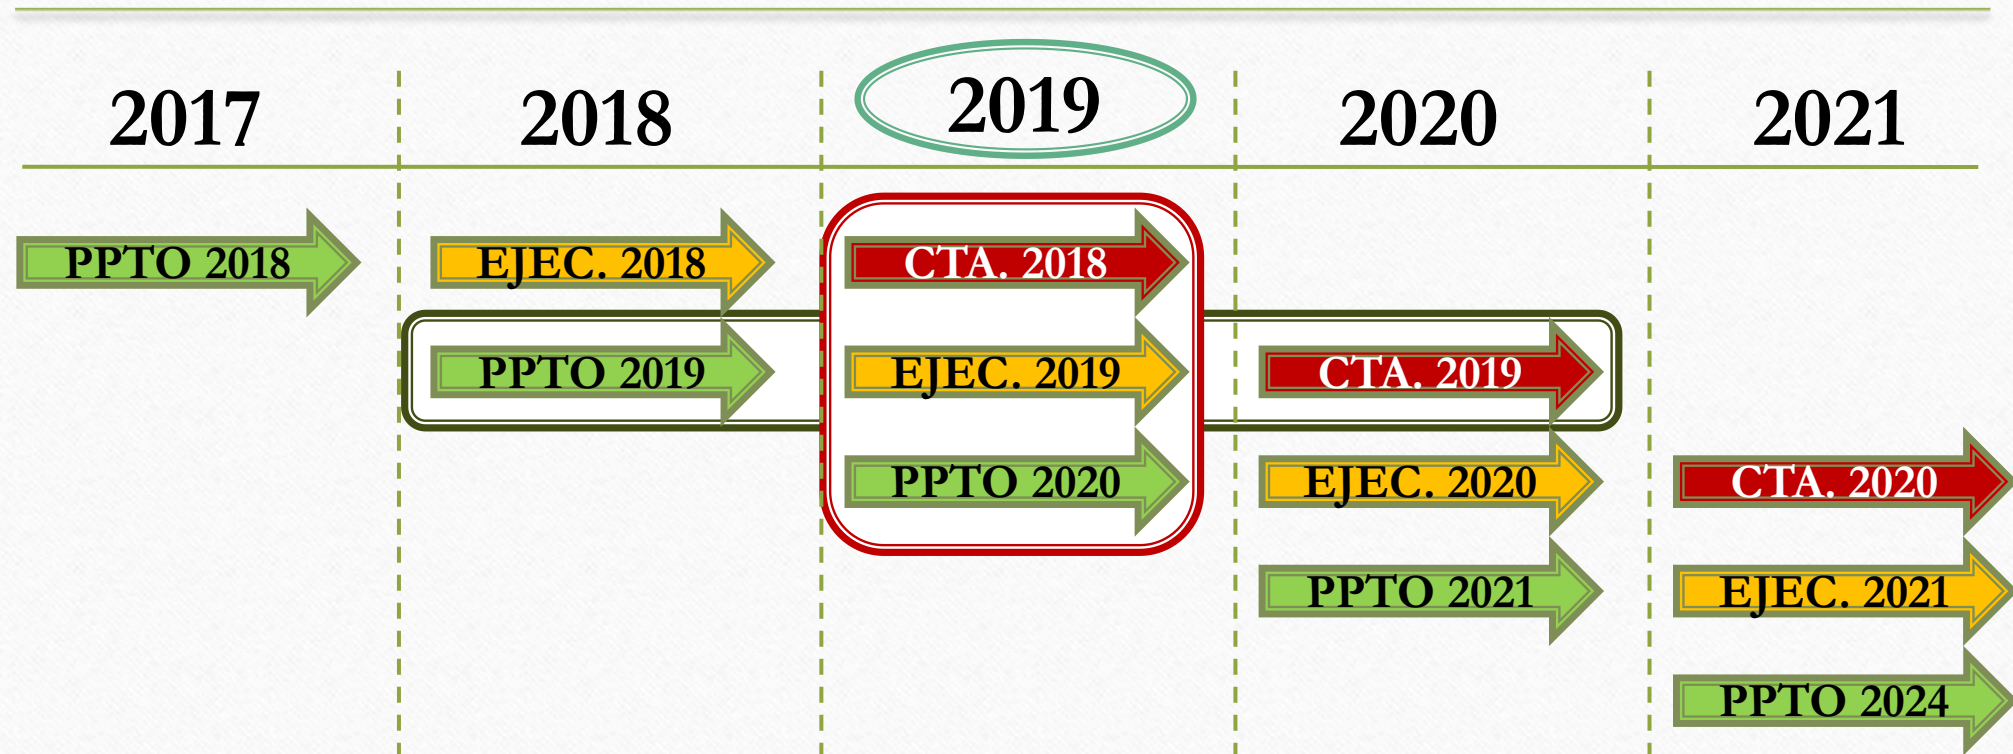 2017 2018 2019 2020 2021
PPTO 2018 EJEC. 2018 CTA. 2018
PPTO 2019 EJEC. 2019 CTA. 2019
PPTO 2020 EJEC. 2020 CTA. 2020
PPTO 2021 EJEC. 2021
PPTO 2024